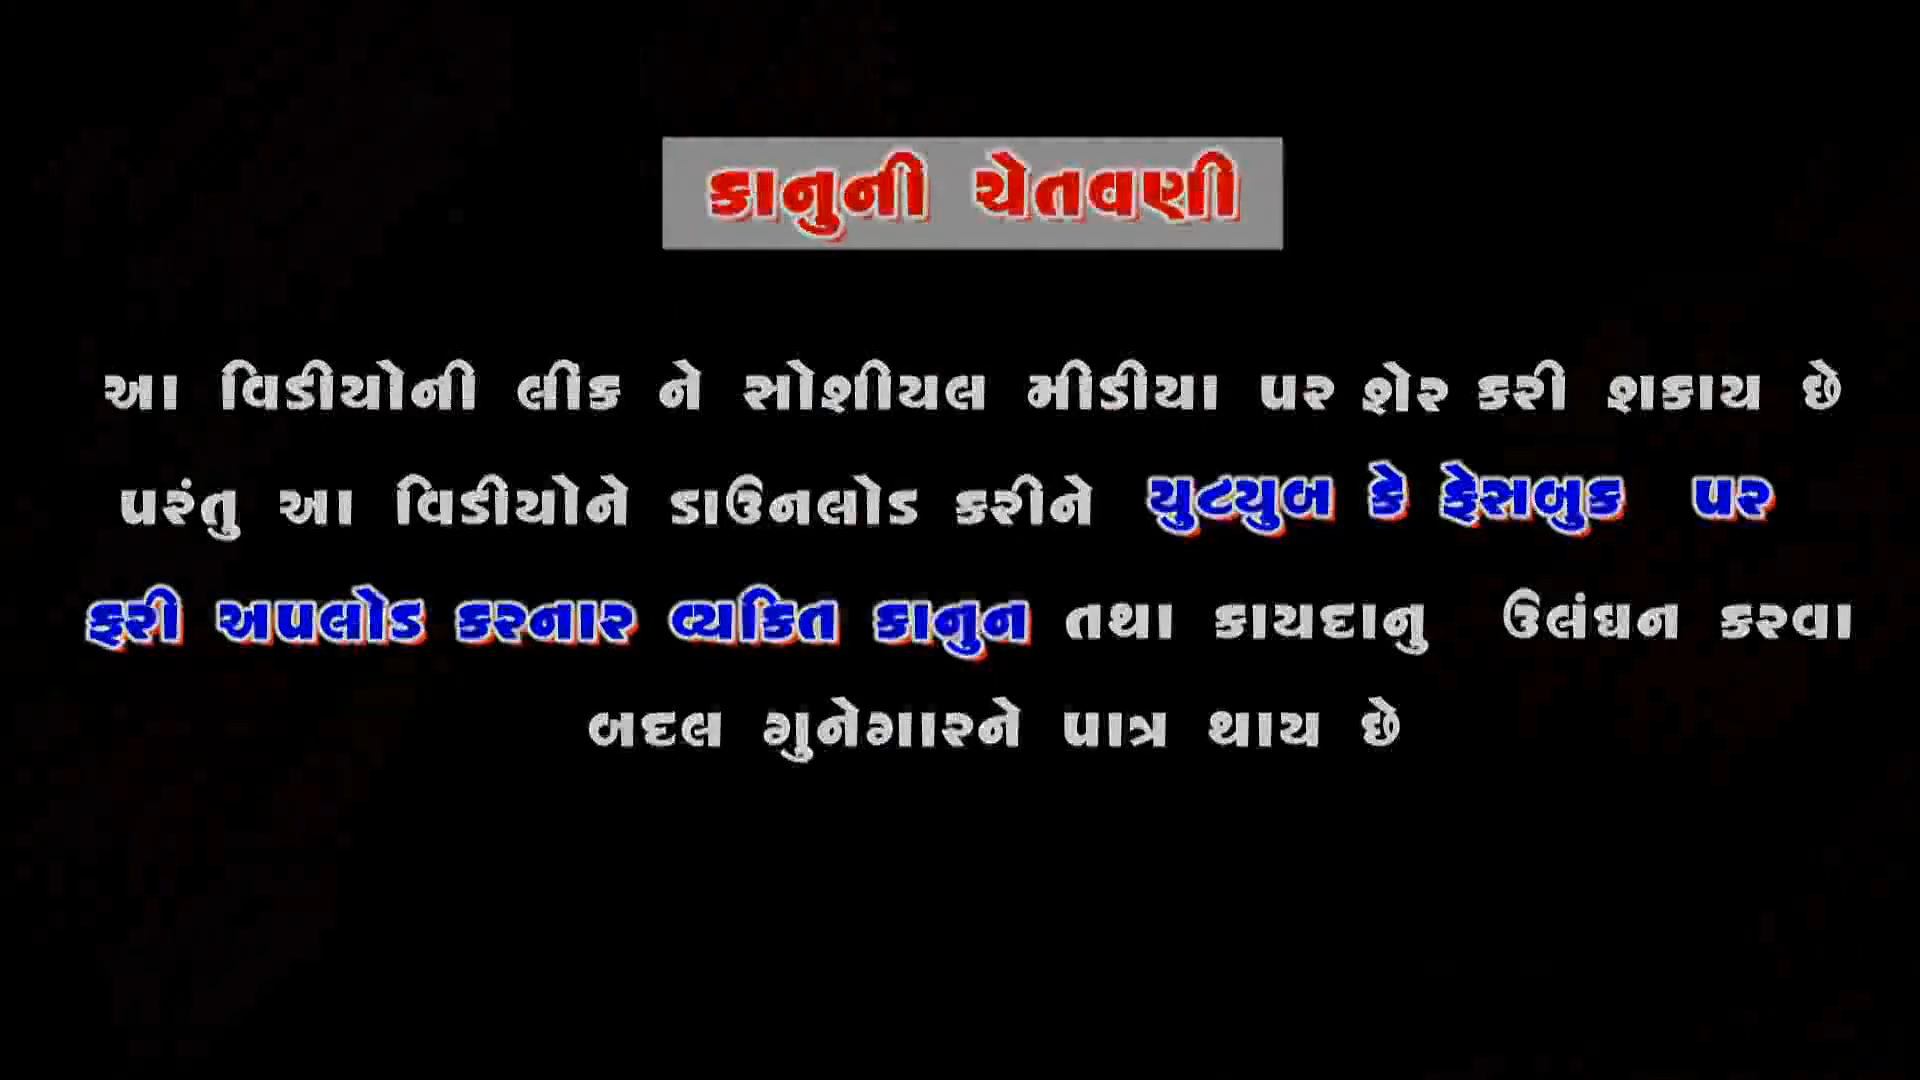 કાનુની ચેતવણી
આ વિડીયોની લીંક ને સોશીયલ મીડીયા પર શેર કરી શકાય છે
પરંતુ આ વિડીયોને ડાઉનલોડ કરીને યુટયુબ કે ફેસબુક પર
ફરી અપલોડ કરનાર વ્યકિત કાનુન તથા કાયદાનુ ઉલંઘન કરવા
બદલ ગુનેગારને પાત્ર થાય છે